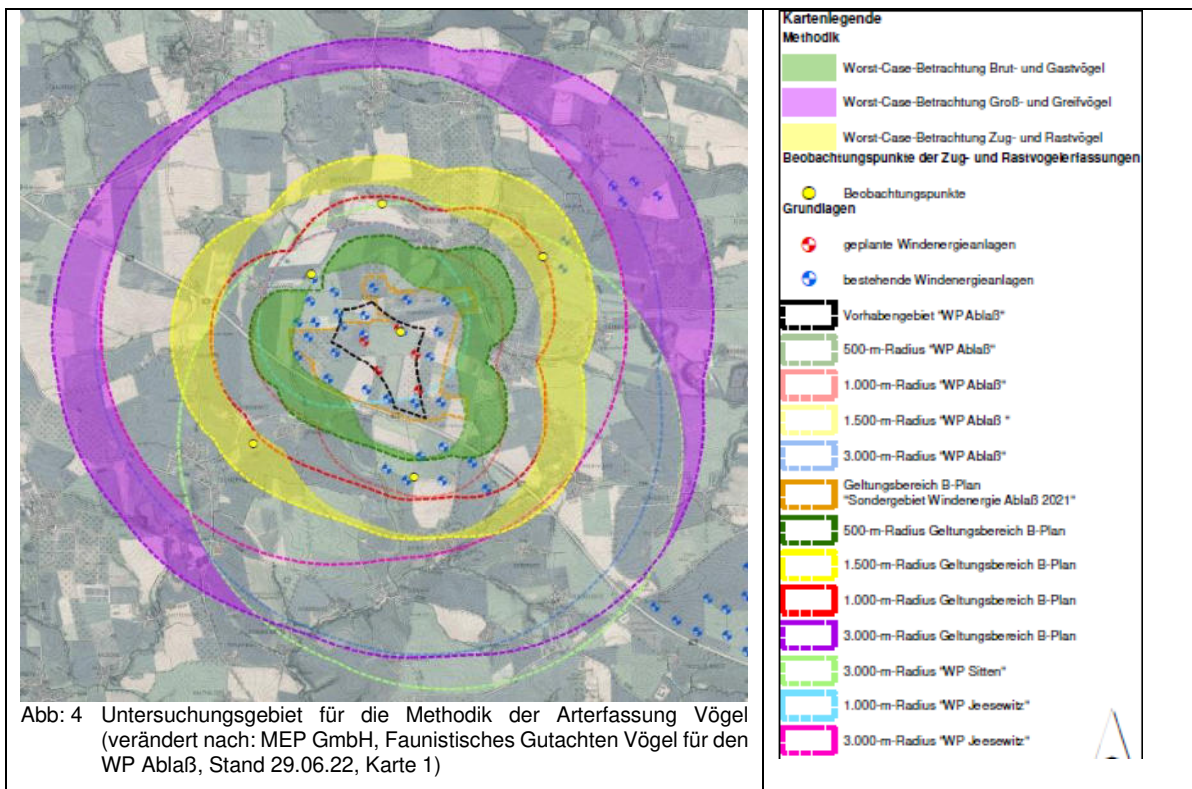 Abb: 4 Untersuchungsgebiet für die Methodik der Arterfassung Vögel
(verändert nach: MEP GmbH, Faunistisches Gutachten Vögel für den
WP Ablaß, Stand 29.06.22, Karte 1)
Kartenlegende
Methodik
Worst-Case-Betrachtung Brut- und Gastvögel
Worst-Case-Betrachtung Groß- und Greifvögel
Worst-Case-Betrachtung Zug- und Rastvögel
Beobachtungspunkte der Zug- und Rastvogelerfassungen
Beobachtungspunkte
Grundlagen
geplante Windenergieanlagen
bestehende Windenergieanlagen
Vorhabengebiet "WP Ablaß"
500-m-Radius "WP Ablaß"
1.000-m-Radius "WP Ablaß"
1.500-m-Radius "WP Ablaß "
3.000-m-Radius "WP Ablaß"
Geltungsbereich B-Plan
"Sondergebiet Windenergie Ablaß 2021"
500-m-Radius Geltungsbereich B-Plan
1.500-m-Radius Geltungsbereich B-Plan
1.000-m-Radius Geltungsbereich B-Plan
3.000-m-Radius Geltungsbereich B-Plan
3.000-m-Radius "WP Sitten"
1.000-m-Radius "WP Jeesewitz"
3.000-m-Radius "WP Jeesewitz"